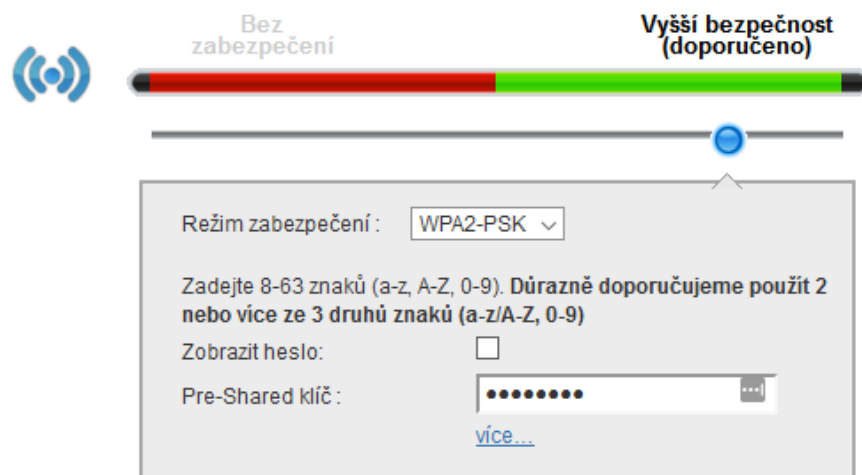 Bez
zabezpečení
Vyšší bezpečnost
(doporučeno)
Režim zabezpečení :
WPA2-PSK
Zadejte 8-63 znaků (a-z, A-Z, 0-9). Důrazně doporučujeme použít 2
nebo více ze 3 druhů znaků (a-z/A-Z, 0-9)
Zobrazit heslo:
Pre-Shared klíč :
••••••••
více...